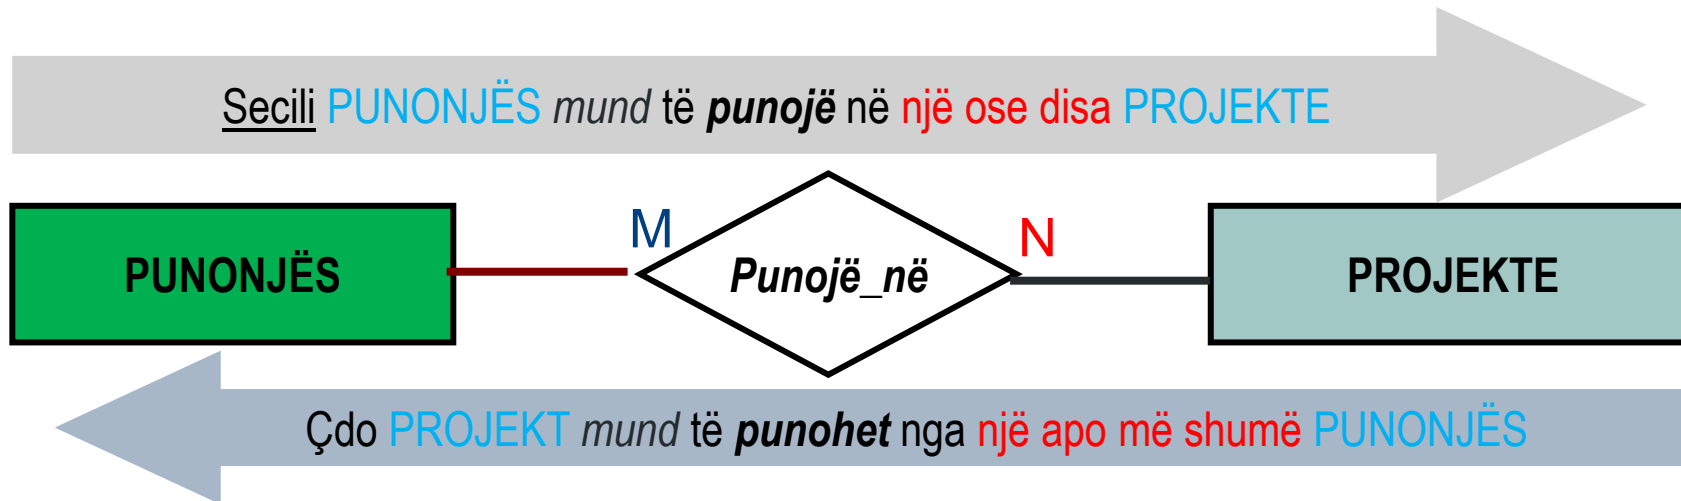 Secili PUNONJËS mund të punojë në një ose disa PROJEKTE
M
N
PUNONJËS
Punojë_në
PROJEKTE
Çdo PROJEKT mund të punohet nga një apo më shumë PUNONJËS